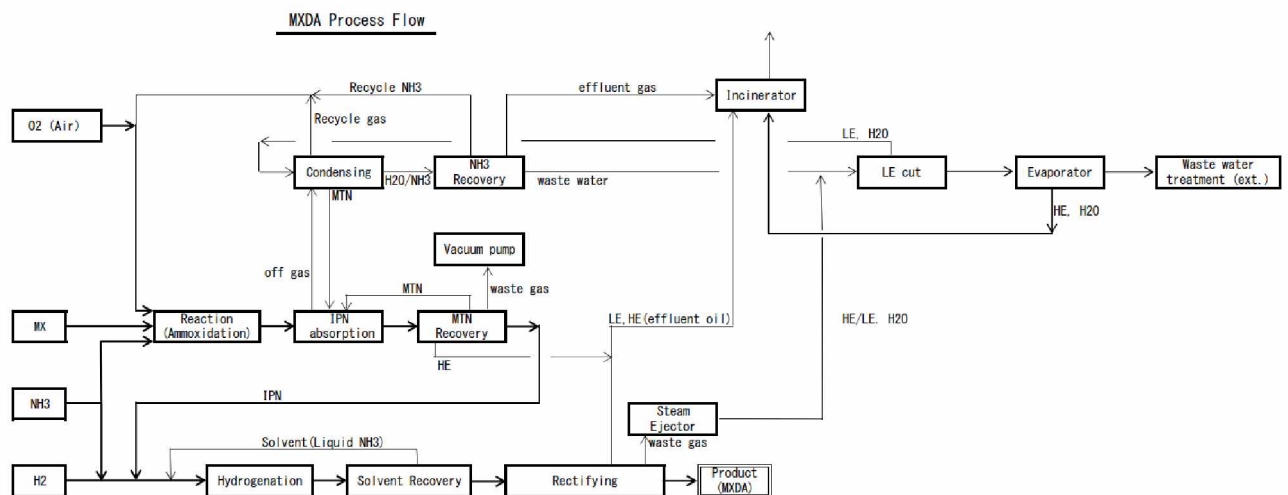 MXDA Process Flow
Recycle NH3
effluent gas
Incinerator
O2 (Air)
Recycle gas
LE, H2O
Condensing
H2O/NH3
NH3
Recovery
waste water
LE cut
Evaporator
Waste water
treatment (ext.)
MTN
HE, H2O
Vacuum pump
off gas
MTN
waste gas
MX
Reaction
(Ammoxidation)
IPN
absorption
MTN
Recovery
LE,HE(effluent oil)
HE/LE. H2O
HE
NH3
IPN
Steam
Ejector
Solvent(Liquid NH3)
waste gas
H2
Hydrogenation
Solvent Recovery
Rectifying
Product
(MXDA)